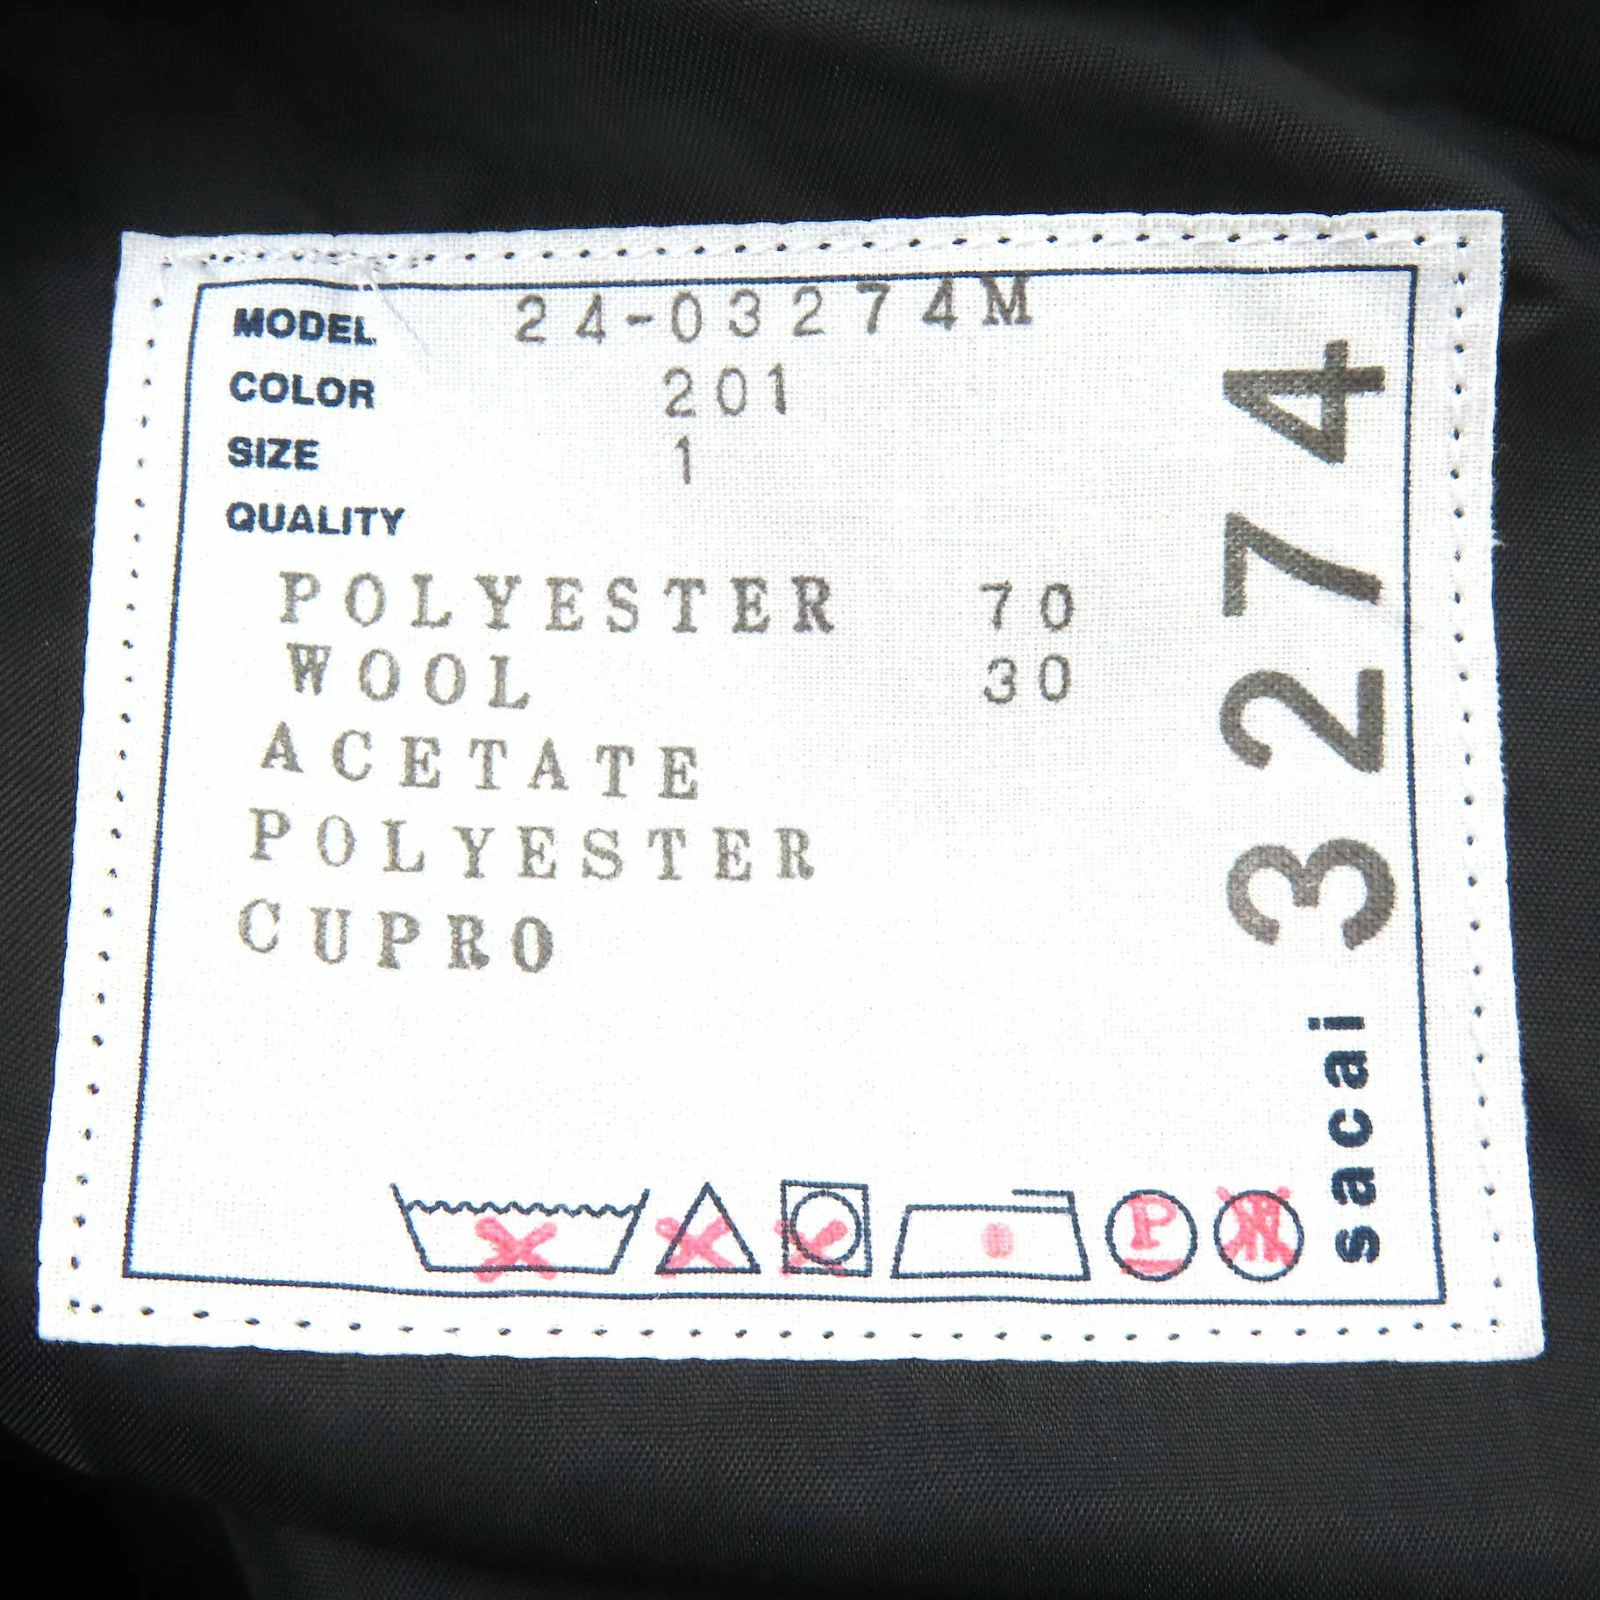 MODEL 24-03274M
COLOR 201
SIZE 1
QUALITY
POLYESTER 70
WOOL 30
ACETATE
POLYESTER
CUPRO
P W
sacai 3274